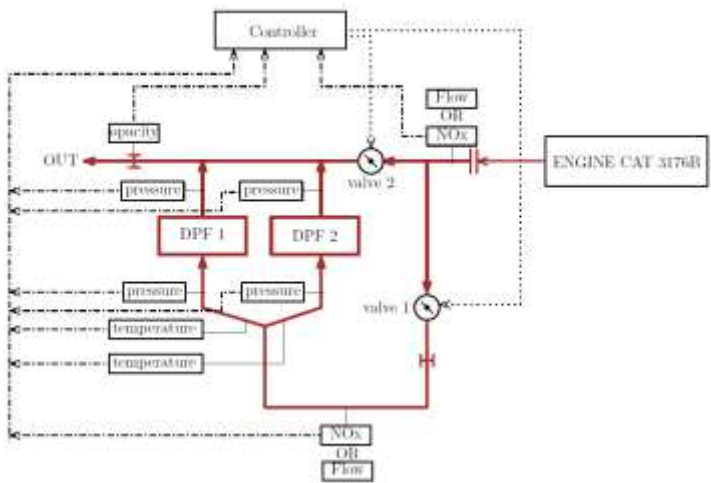 Controller
Flow
OR
NOx
opacity
OUT
ENGINE CAT 3176B
valve 2
pressure
pressure
DPF 1
DPF 2
pressure
pressure
valve 1
temperature
temperature
NOx
OR
Flow